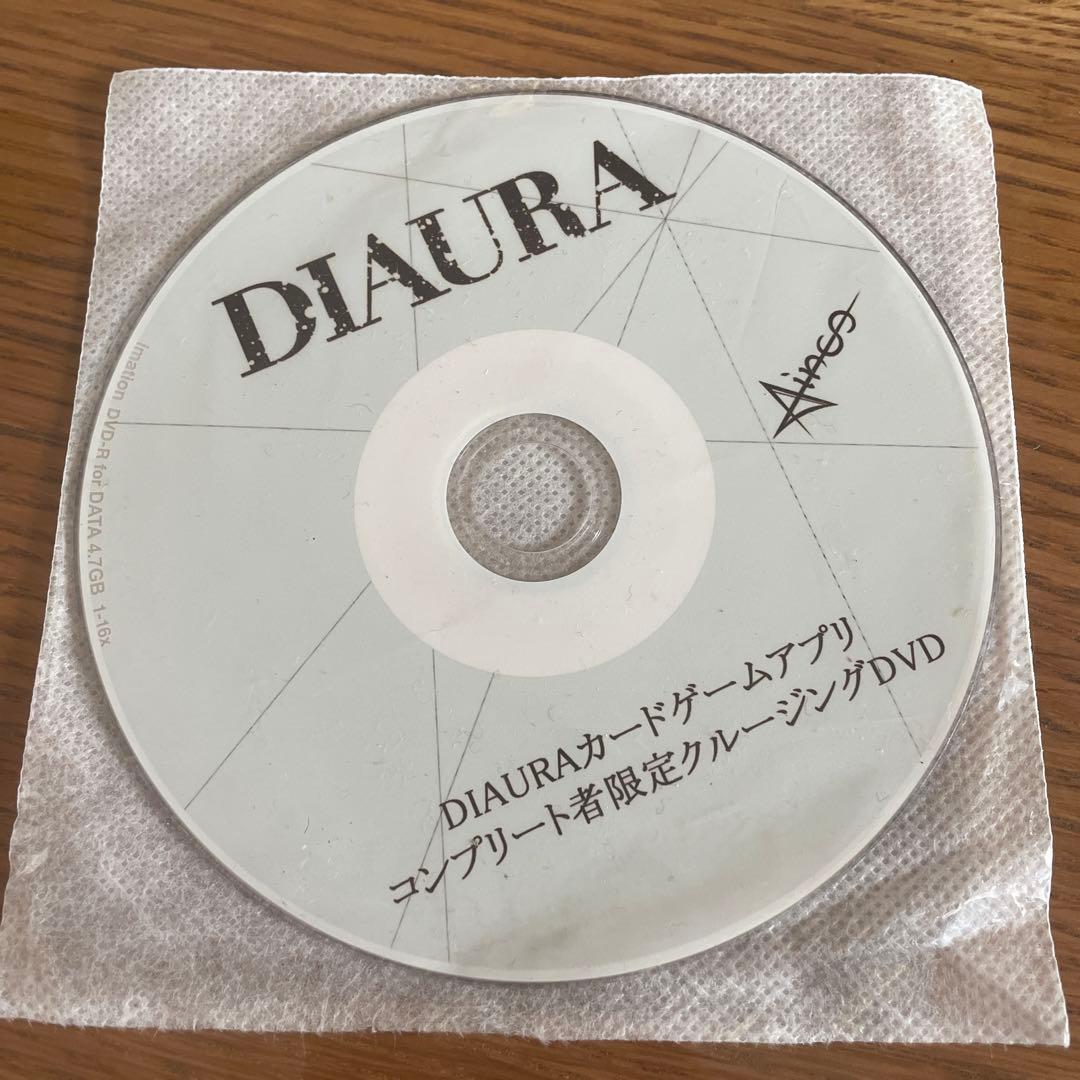 DIAURA
Ains
imation DVD-R for DATA 4.7GB 1-16x
DIAURAカードゲームアプリ
コンプリート者限定クルージングDVD